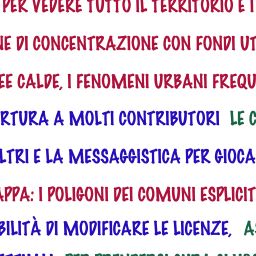 PER VEDERE TUTTO IL TERRITORIO E I
NE DI CONCENTRAZIONE CON FONDI UT
EE CALDE, I FENOMENI URBANI FREQU
RTURA A MOLTI CONTRIBUTORI LE C
LTRI E LA MESSAGGISTICA PER GIOCA
APPA: I POLIGONI DEI COMUNI ESPLICIT
BILITÀ DI MODIFICARE LE LICENZE, A